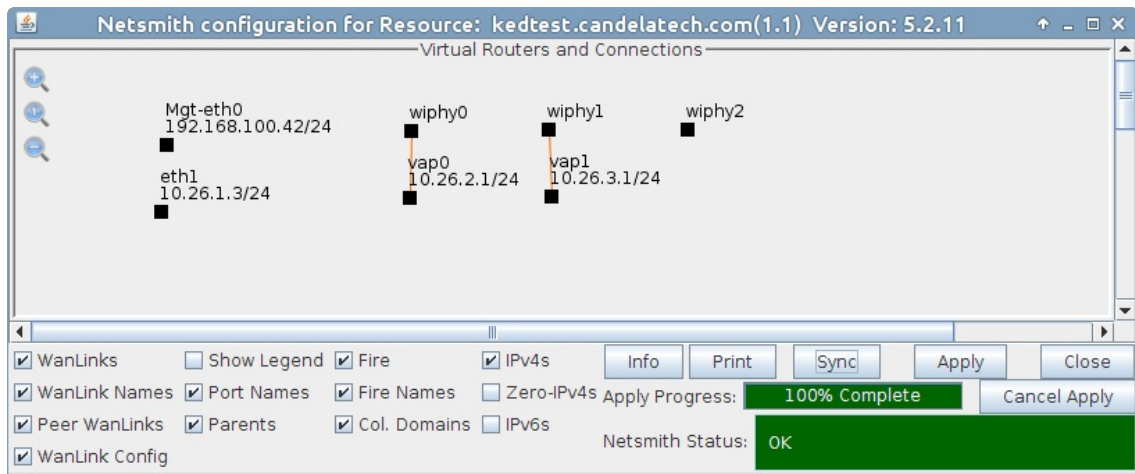 Netsmith configuration for Resource: kedtest.candelatech.com(1.1) Version: 5.2.11
Virtual Routers and Connections
Mgt-eth0
192.168.100.42/24
wiphy0
wiphy1
wiphy2
eth1
10.26.1.3/24
vap0
10.26.2.1/24
vap1
10.26.3.1/24
WanLinks Show Legend Fire IPv4s Info Print Sync Apply Close
WanLink Names Port Names Fire Names Zero-IPv4s Apply Progress: 100% Complete Cancel Apply
Peer WanLinks Parents Col. Domains IPv6s
Netsmith Status: OK
WanLink Config